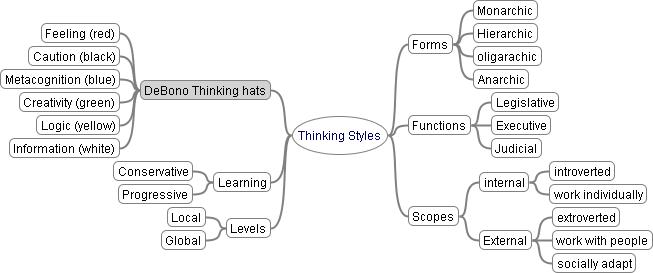 Thinking Styles
DeBono Thinking hats
Feeling (red)
Caution (black)
Metacognition (blue)
Creativity (green)
Logic (yellow)
Information (white)
Learning
Conservative
Progressive
Levels
Local
Global
Forms
Monarchic
Hierarchic
oligarachic
Anarchic
Functions
Legislative
Executive
Judicial
Scopes
internal
introverted
work individually
External
extroverted
work with people
socially adapt